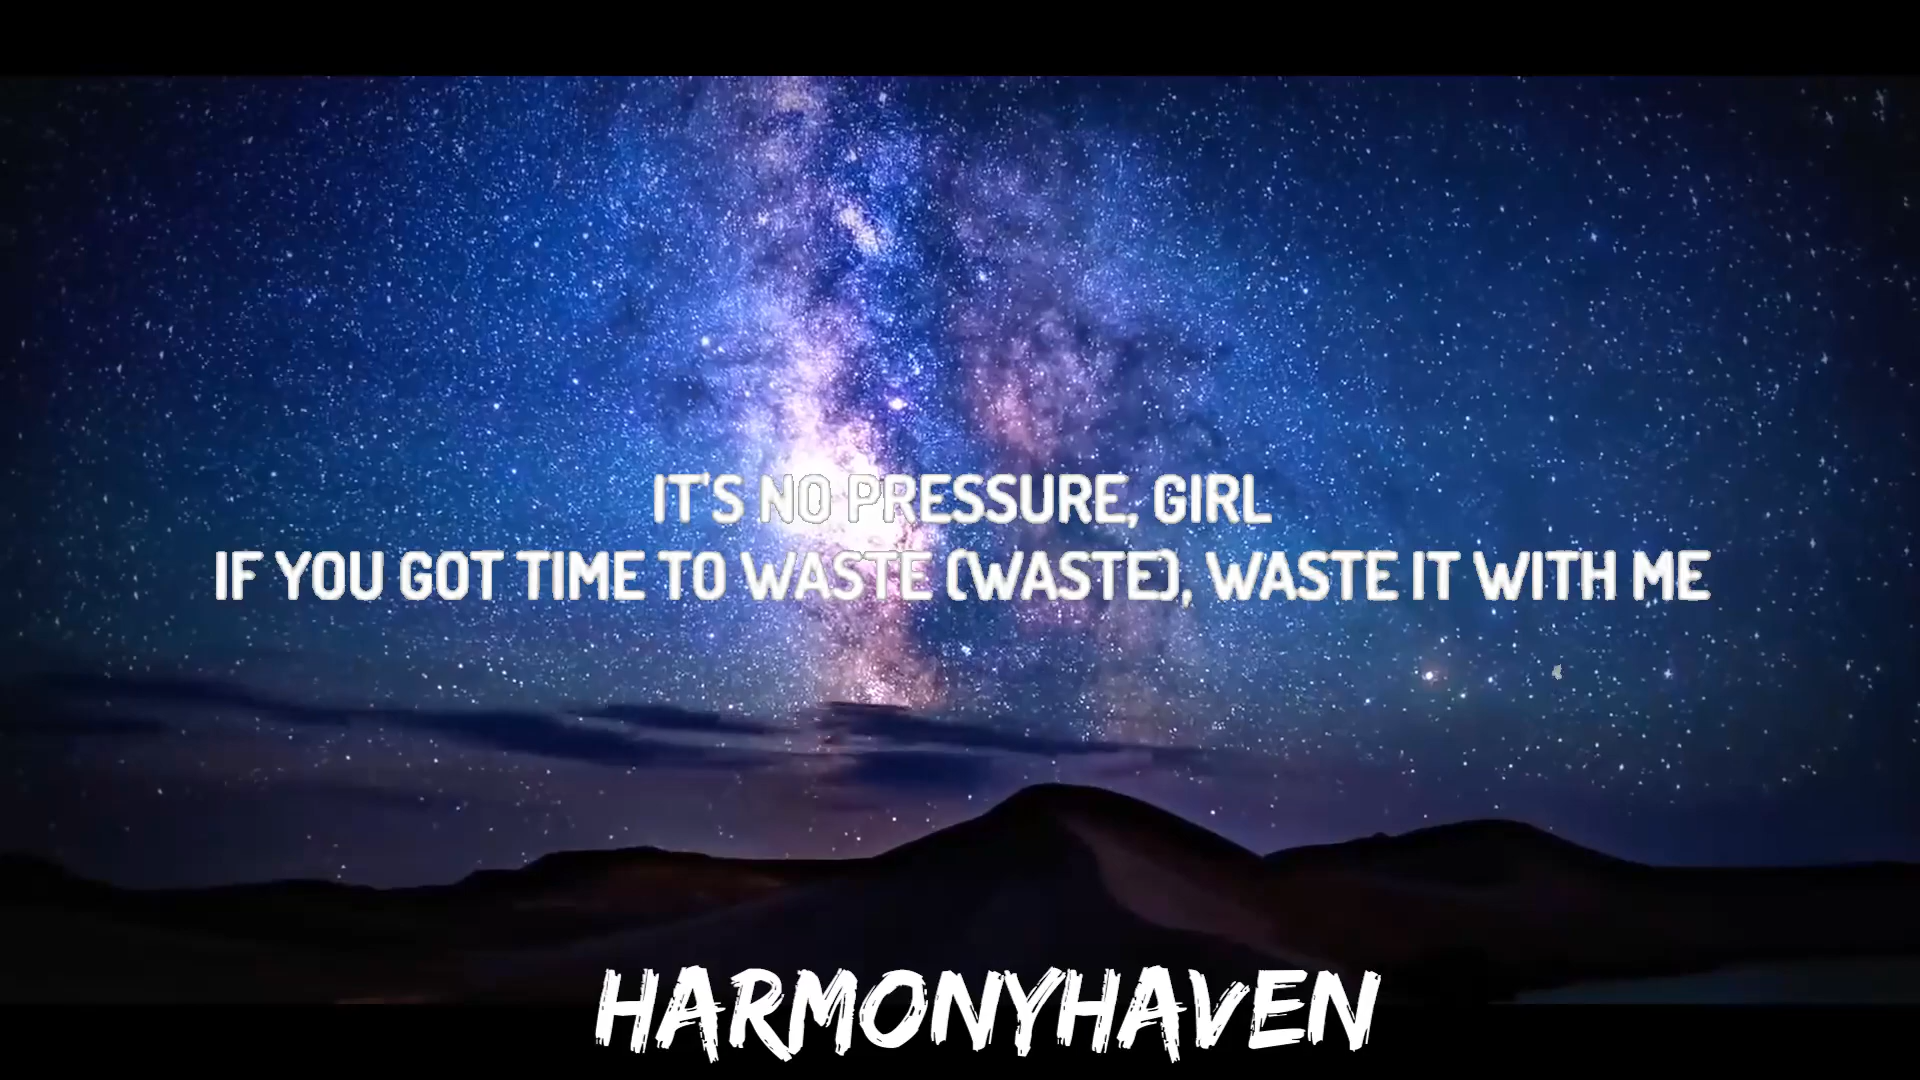 IT'S NO PRESSURE, GIRL
IF YOU GOT TIME TO WASTE (WASTE), WASTE IT WITH ME
HARMONYHAVEN